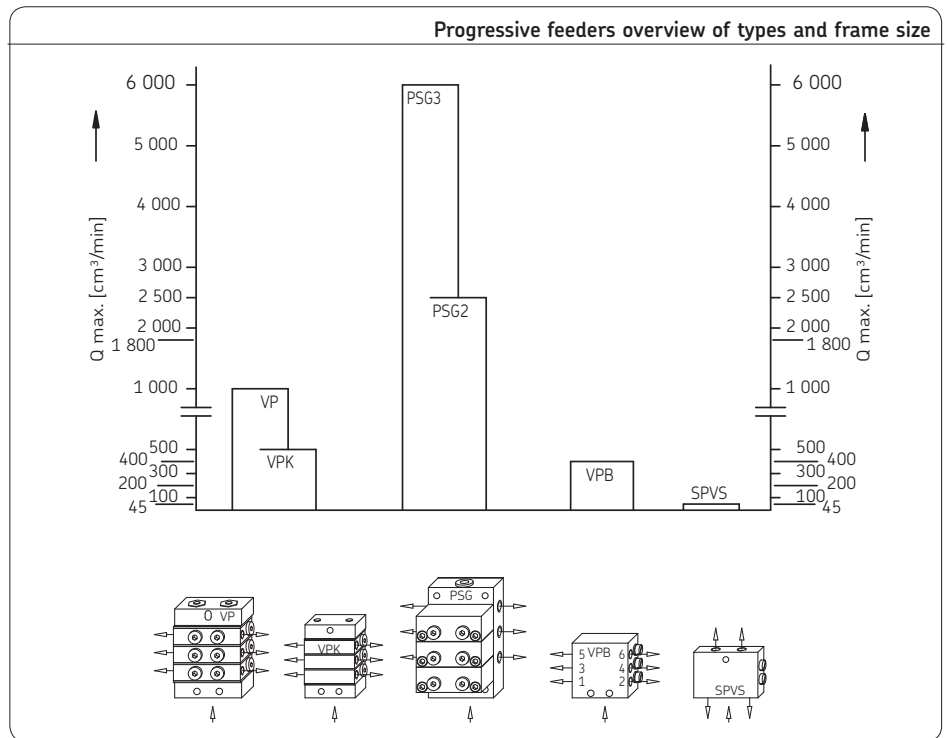 Progressive feeders overview of types and frame size
6 000
5 000
4 000
3 000
2 500
2 000
1 800
1 000
500
400
300
200
100
45
Q max. [cm³/min]
PSG3
PSG2
VP
VPK
VPB
SPVS
6 000
5 000
4 000
3 000
2 500
2 000
1 800
1 000
500
400
300
200
100
45
Q max. [cm³/min]
VP
VPK
PSG
5 VPB 6
3 4
1 2
SPVS